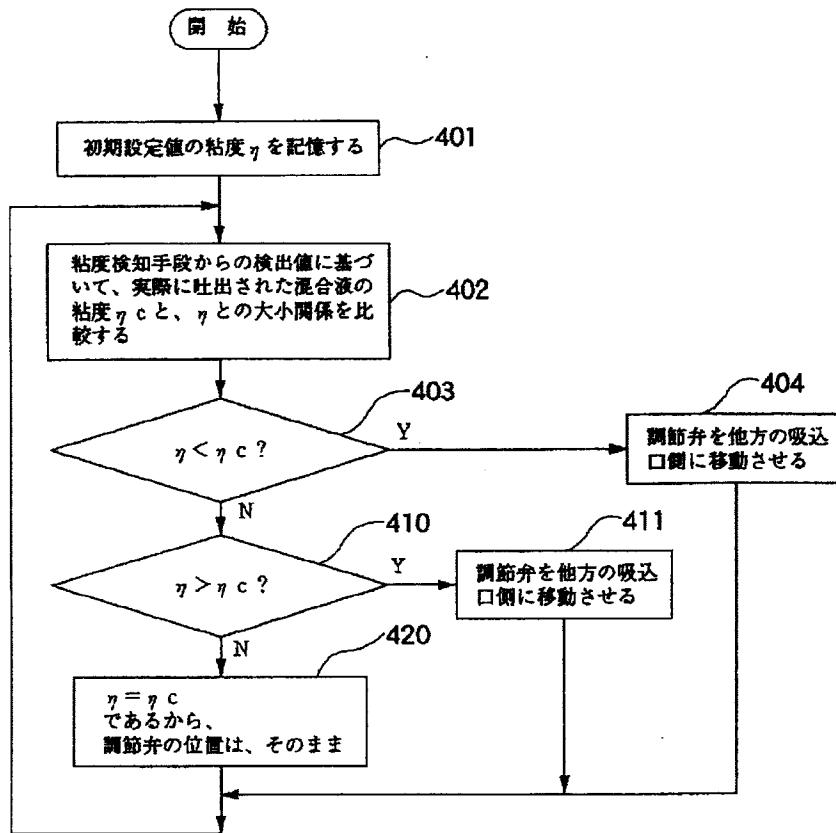 開 始
初期設定値の粘度ηを記憶する
401
粘度検知手段からの検出値に基づ
いて、実際に吐出された混合液の
粘度ηcと、ηとの大小関係を比
較する
402
403
η<ηc?
Y
N
404
調節弁を他方の吸込
口側に移動させる
410
η>ηc?
Y
N
411
調節弁を他方の吸込
口側に移動させる
420
η=ηc
であるから、
調節弁の位置は、そのまま